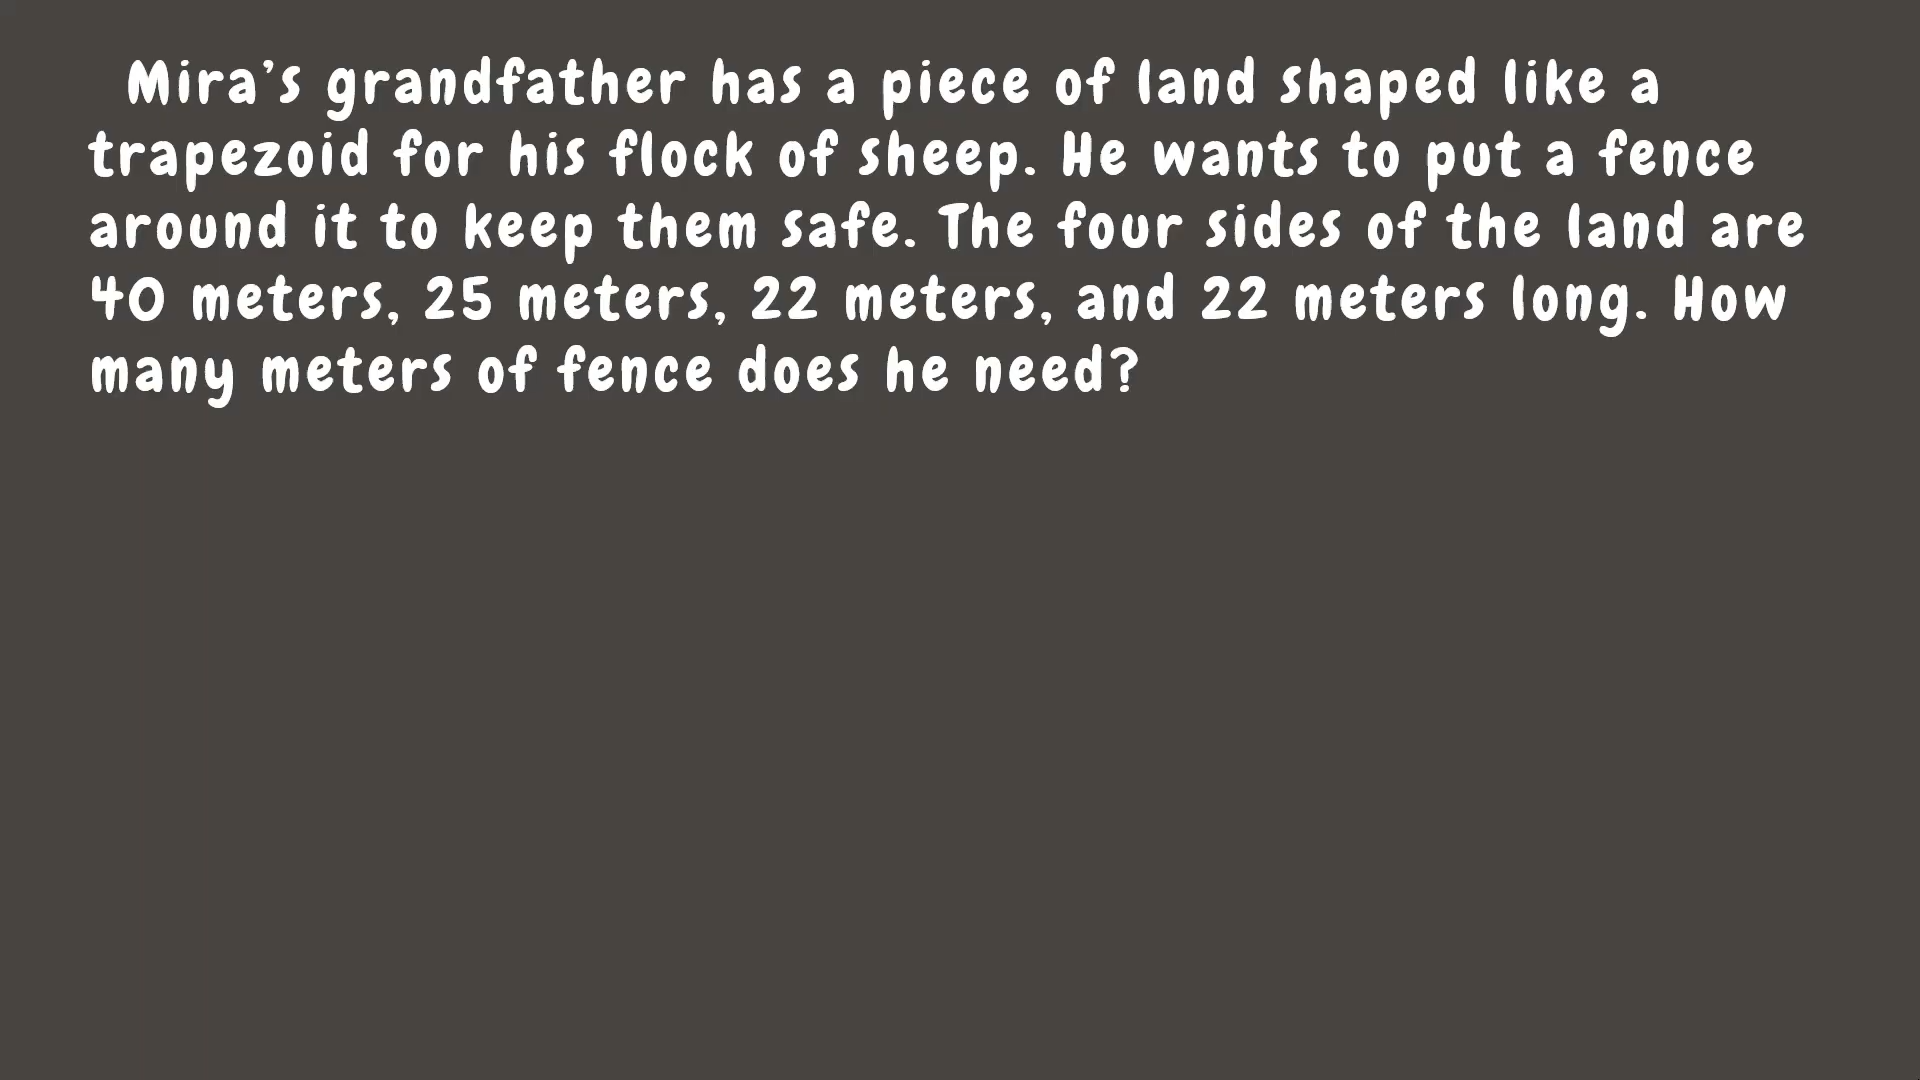 Mira’s grandfather has a piece of land shaped like a
trapezoid for his flock of sheep. He wants to put a fence
around it to keep them safe. The four sides of the land are
40 meters, 25 meters, 22 meters, and 22 meters long. How
many meters of fence does he need?